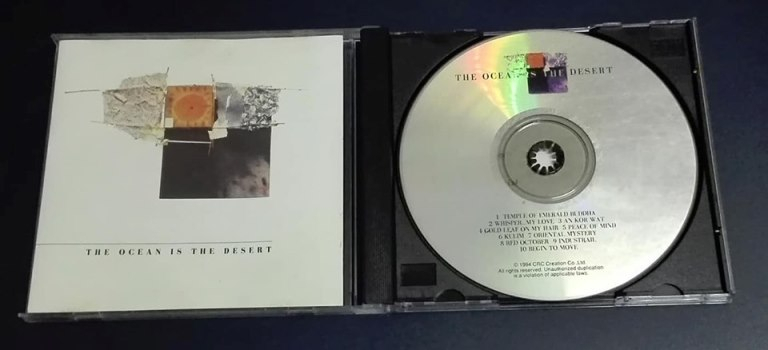 THE OCEAN IS THE DESERT
THE OCEAN IS THE DESERT
1 TEMPLE OF EMERALD BUDDHA
2 WHISPER, MY LOVE 3 AN KOR WAT
4 GOLD LEAF ON MY HAIR 5 PEACE OF MIND
6 7 ORIENTAL MYSTERY
8 RED OCTOBER 9 INDUSTRAIL
10 BEGIN TO MOVE
© 1994 CRC Creation Co.,Ltd.
All rights reserved. Unauthorized duplication
is a violation of applicable laws.